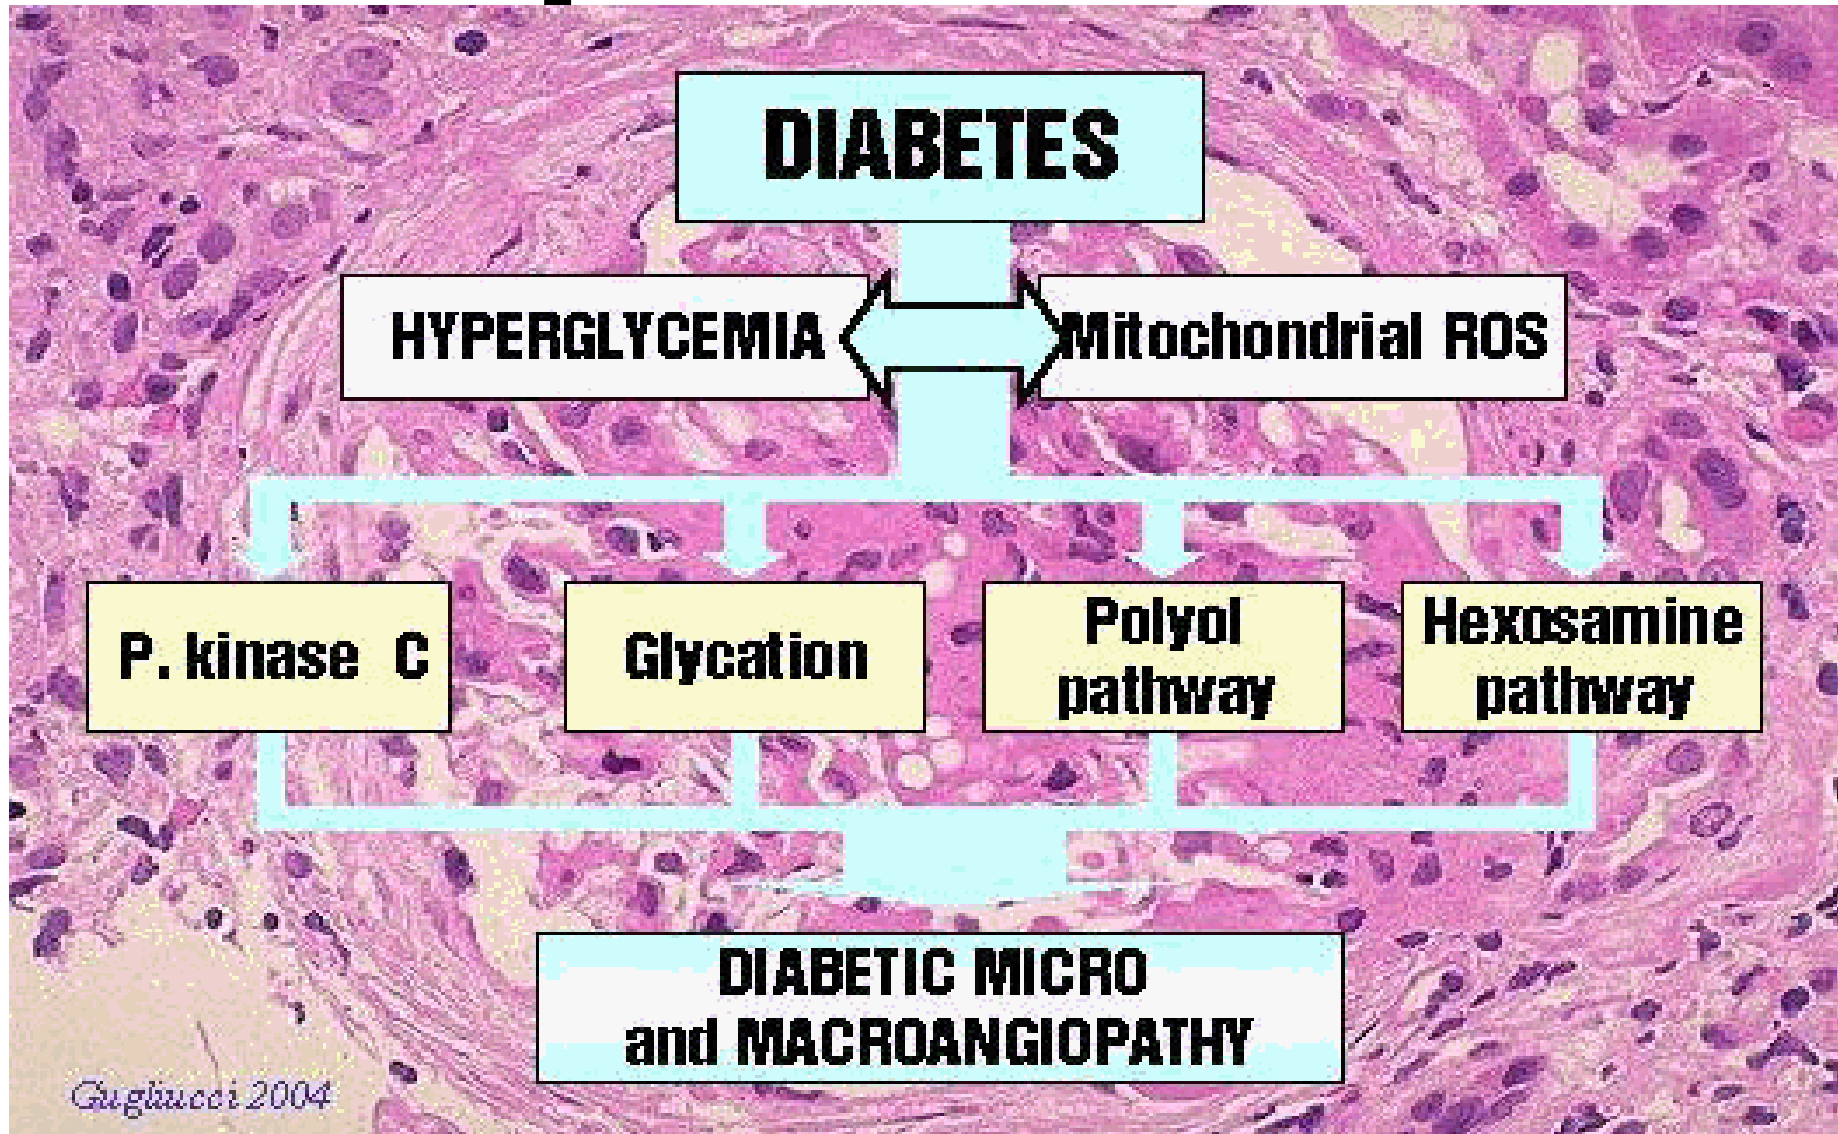 DIABETES
HYPERGLYCEMIA
Mitochondrial ROS
P. kinase C
Glycation
Polyol
pathway
Hexosamine
pathway
DIABETIC MICRO
and MACROANGIOPATHY
Gugliucci 2004